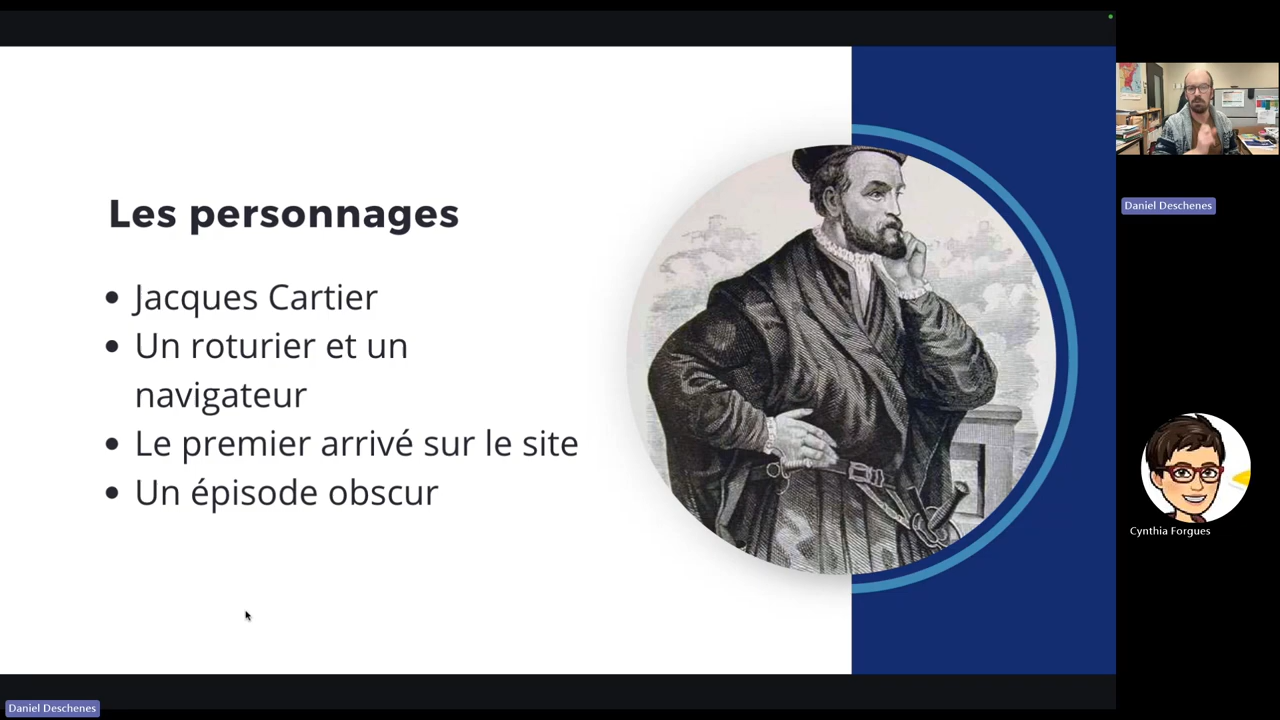 Les personnages
Jacques Cartier
Un roturier et un
navigateur
Le premier arrivé sur le site
Un épisode obscur
Daniel Deschenes
Cynthia Forgues
Daniel Deschenes